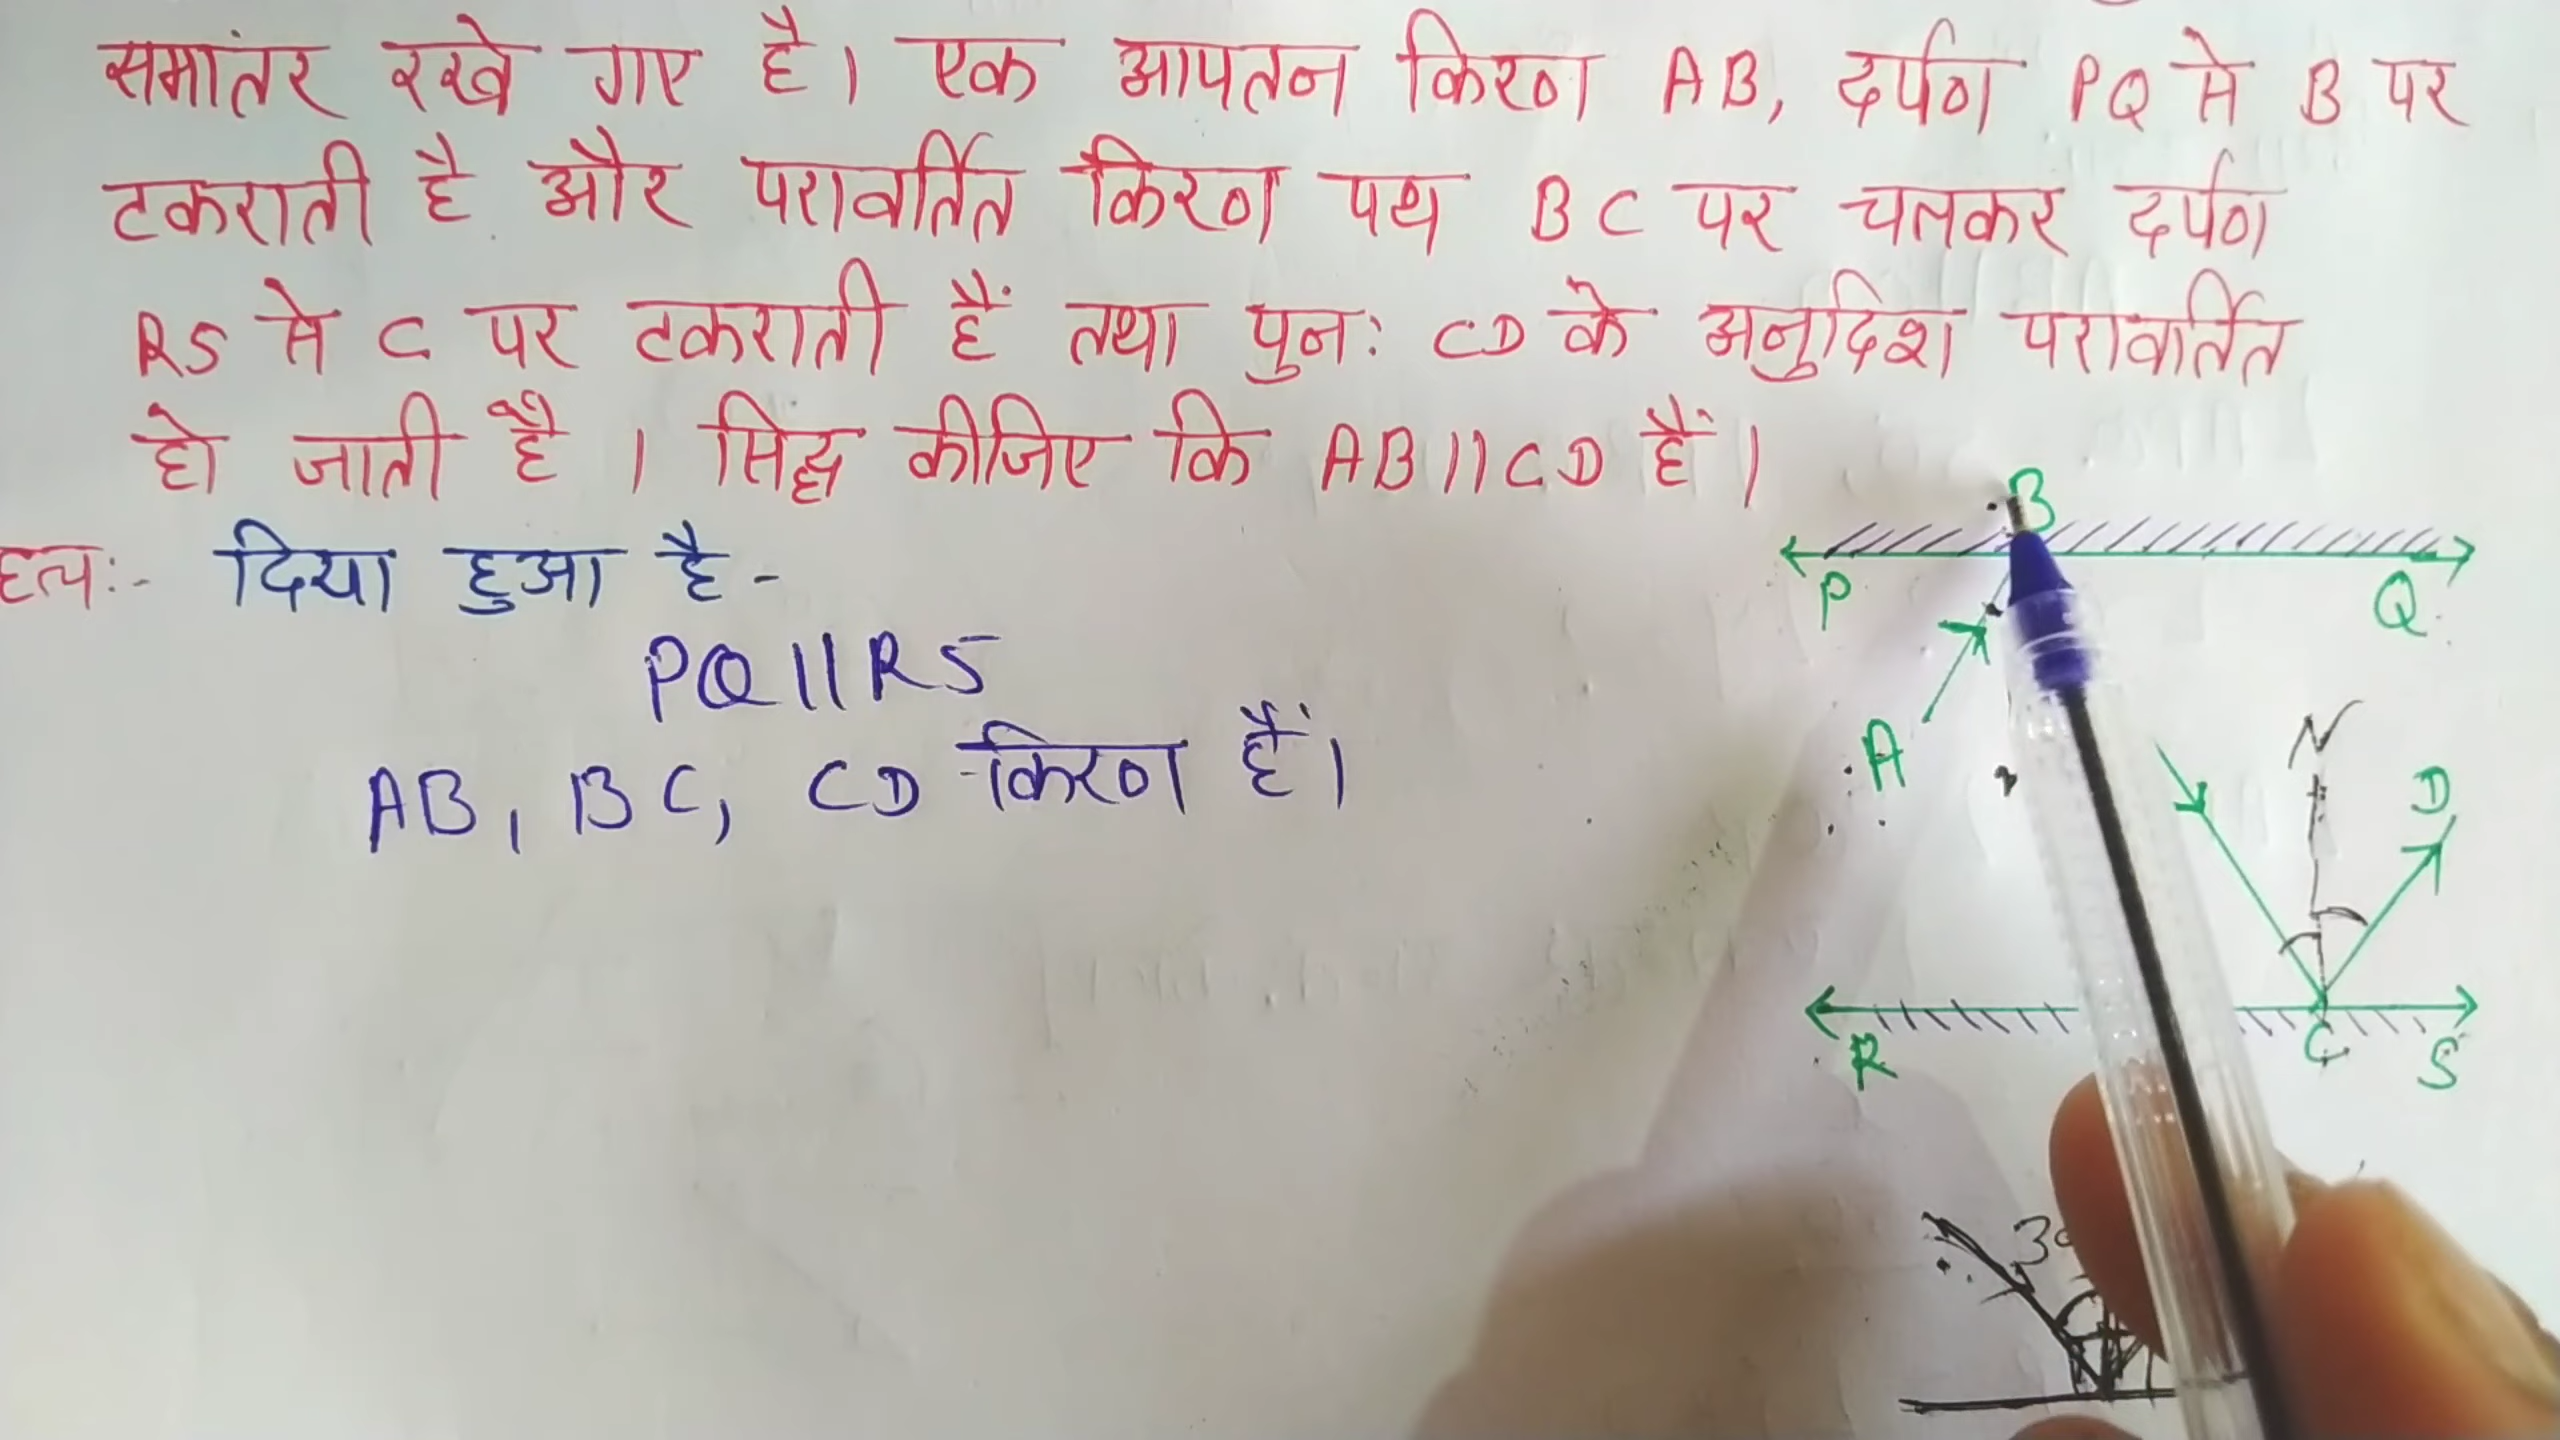 समांतर रखे गए है। एक आपतन किरण AB, दर्पण PQ से B पर
टकराती है और परावर्तित किरण पथ BC पर चलकर दर्पण
RS से C पर टकराती हैं तथा पुनः CD के अनुदिश परावर्तित
हो जाती है । सिद्ध कीजिए कि AB||CD हैं।
हल:- दिया हुआ है -
PQ||RS
AB, BC, CD किरण हैं।
B
P Q
A
N
D
R C S